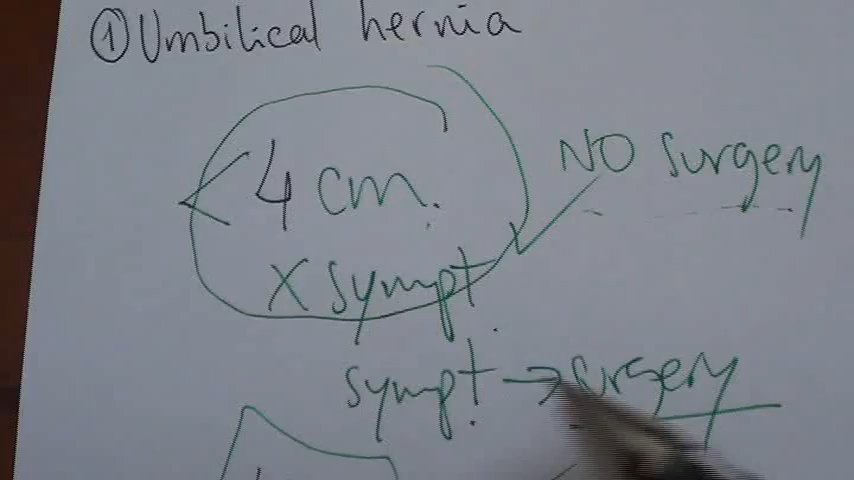 ① Umbilical hernia
< 4 cm.
NO surgery
X sympt
sympt → surgery